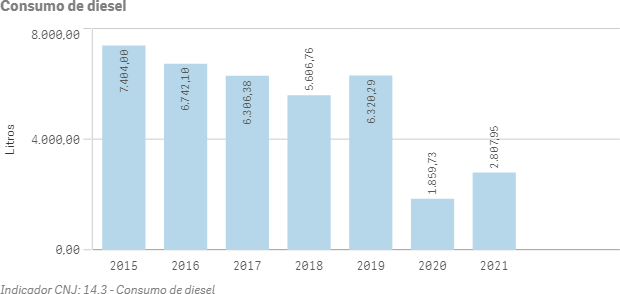 Consumo de diesel
8.000,00
4.000,00
0,00
Litros
7.404,00
6.742,10
6.306,38
5.606,76
6.320,29
1.859,73
2.807,95
2015 2016 2017 2018 2019 2020 2021
Indicador CNJ: 14.3 - Consumo de diesel